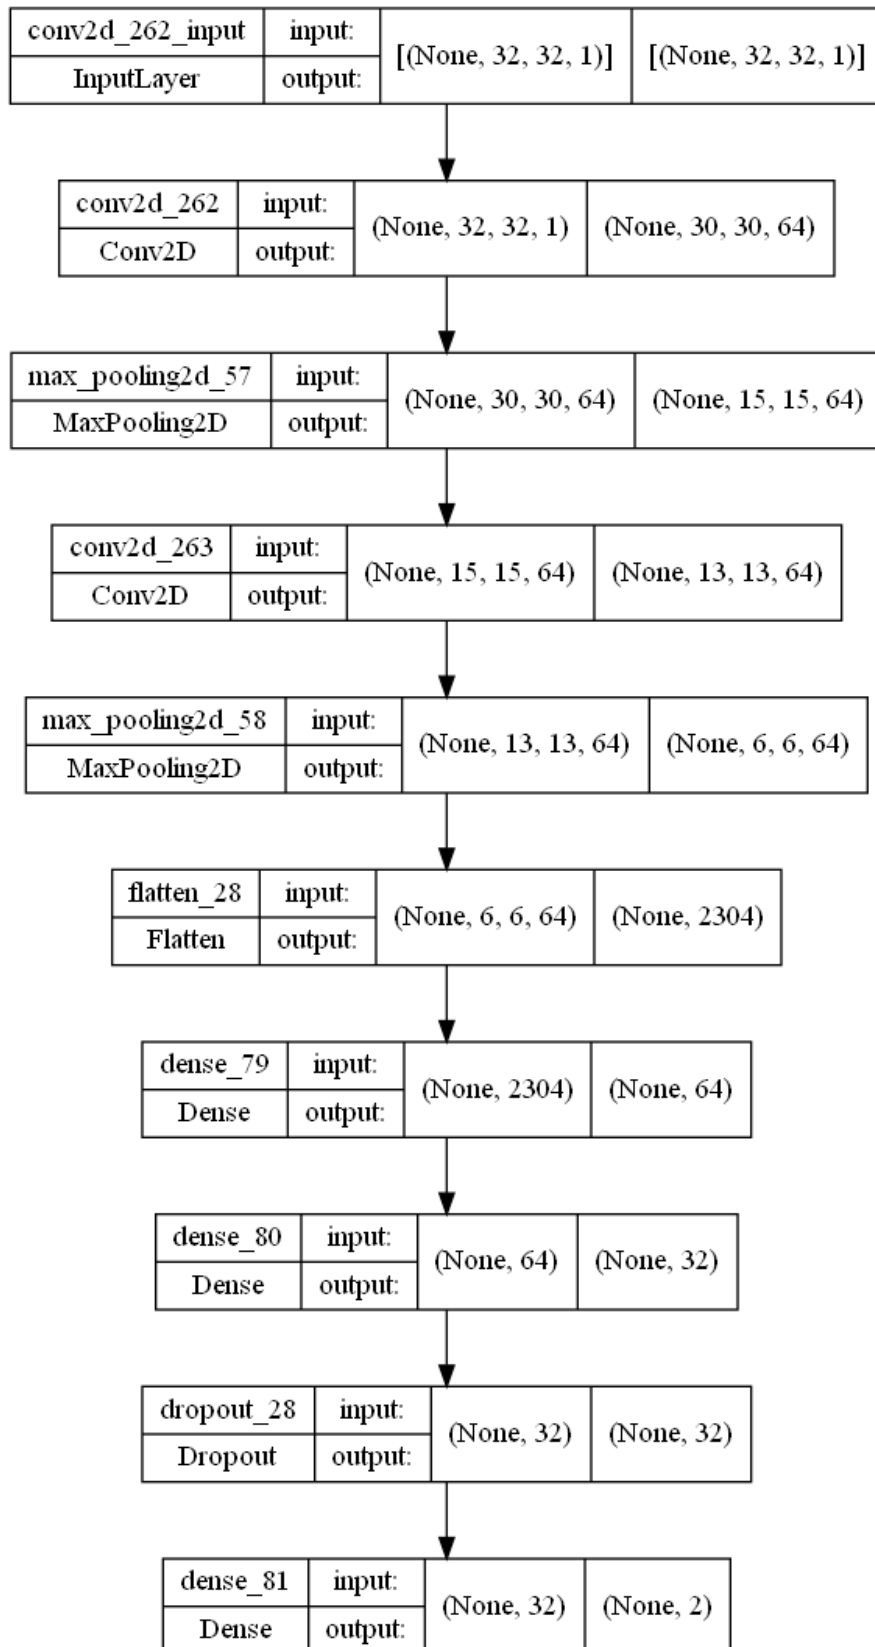 conv2d_262_input input: [(None, 32, 32, 1)] [(None, 32, 32, 1)]
InputLayer output:
conv2d_262 input: (None, 32, 32, 1) (None, 30, 30, 64)
Conv2D output:
max_pooling2d_57 input: (None, 30, 30, 64) (None, 15, 15, 64)
MaxPooling2D output:
conv2d_263 input: (None, 15, 15, 64) (None, 13, 13, 64)
Conv2D output:
max_pooling2d_58 input: (None, 13, 13, 64) (None, 6, 6, 64)
MaxPooling2D output:
flatten_28 input: (None, 6, 6, 64) (None, 2304)
Flatten output:
dense_79 input: (None, 2304) (None, 64)
Dense output:
dense_80 input: (None, 64) (None, 32)
Dense output:
dropout_28 input: (None, 32) (None, 32)
Dropout output:
dense_81 input: (None, 32) (None, 2)
Dense output: